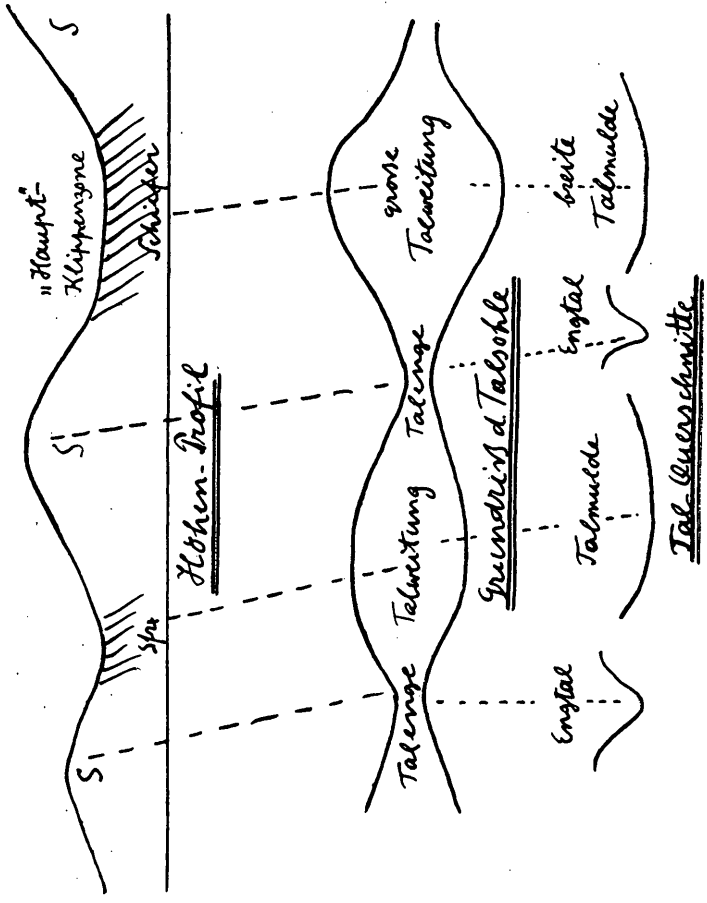 S
S
„Haupt"-
Klippenzone
S
Schiefer
Höhen-Profil
Talenge
Talweitung
Talenge
grosse
Talweitung
Grundriss d. Talsohle
Engtal
Talmulde
Engtal
breite
Talmulde
Tal-Querschnitte